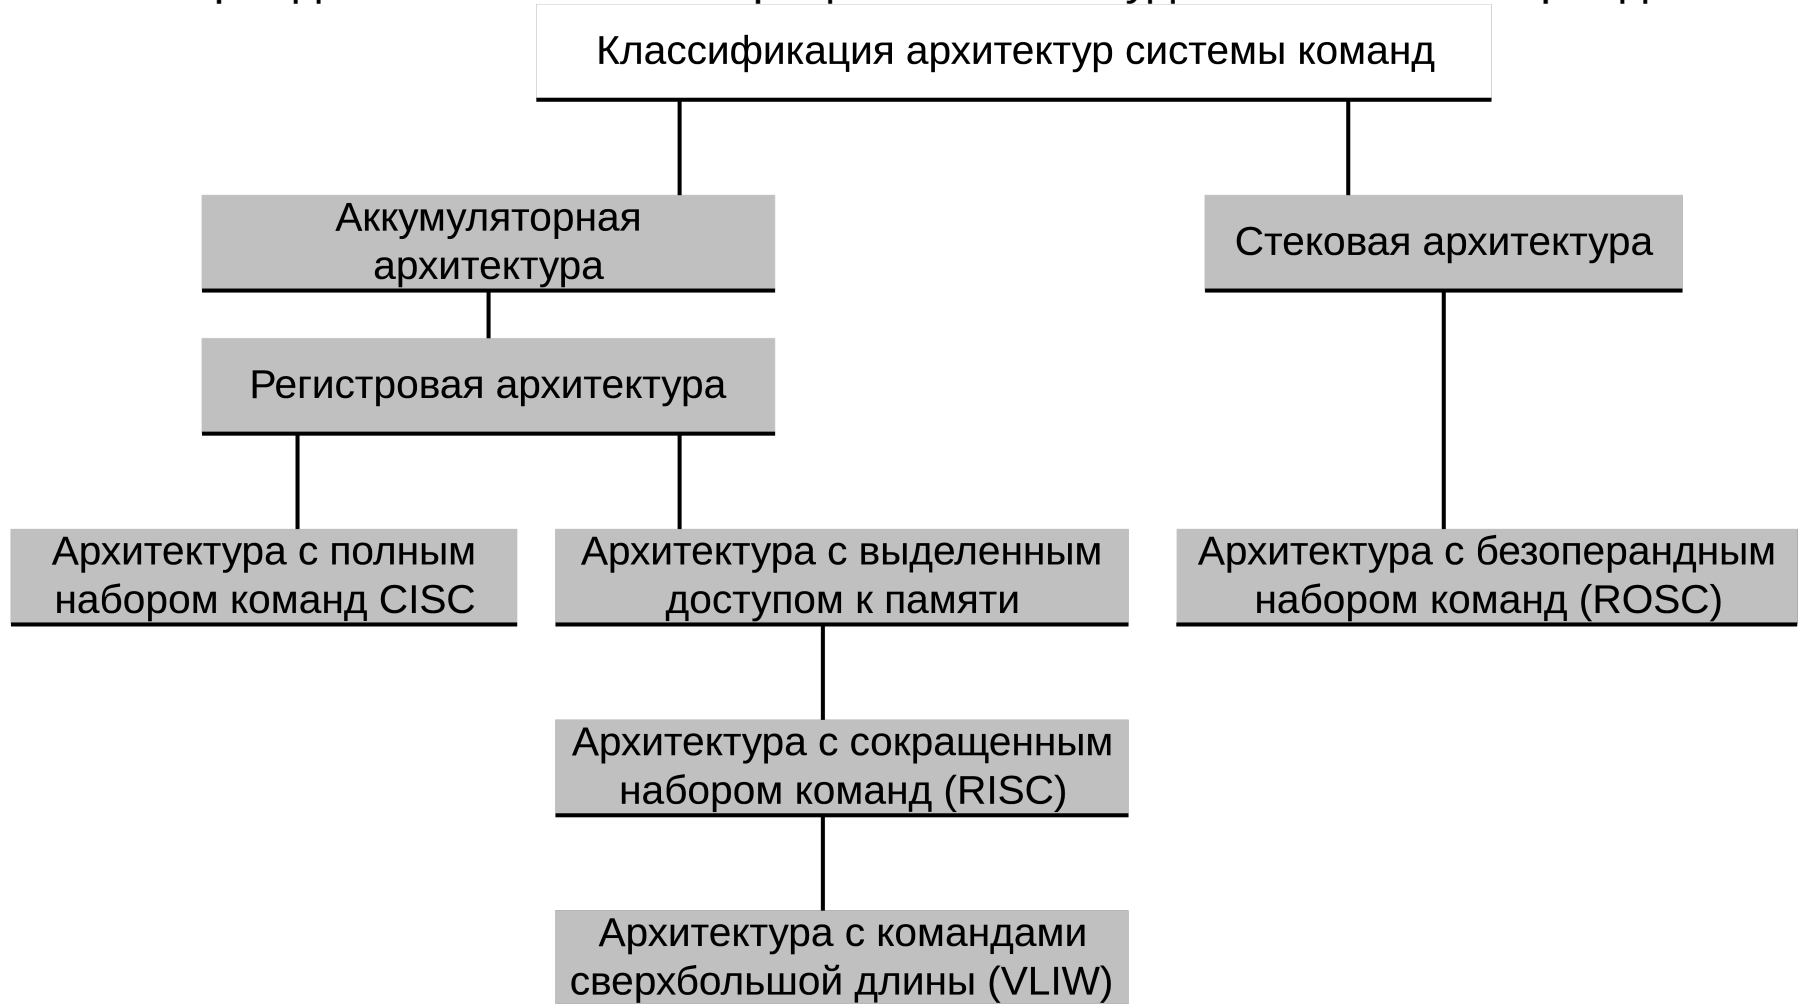 Классификация архитектур системы команд
Аккумуляторная
архитектура
Стековая архитектура
Регистровая архитектура
Архитектура с полным
набором команд CISC
Архитектура с выделенным
доступом к памяти
Архитектура с безоперандным
набором команд (ROSC)
Архитектура с сокращенным
набором команд (RISC)
Архитектура с командами
сверхбольшой длины (VLIW)